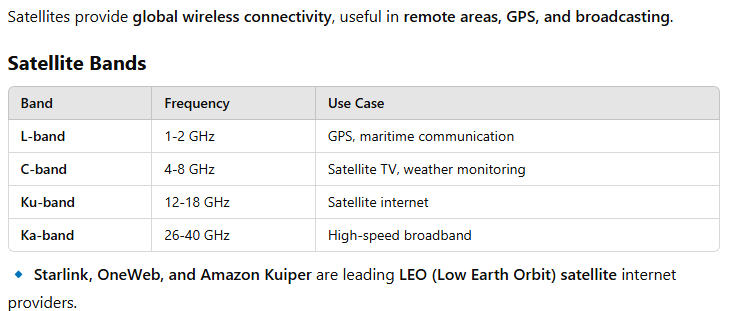 Satellites provide global wireless connectivity, useful in remote areas, GPS, and broadcasting.
Satellite Bands
Band Frequency Use Case
L-band 1-2 GHz GPS, maritime communication
C-band 4-8 GHz Satellite TV, weather monitoring
Ku-band 12-18 GHz Satellite internet
Ka-band 26-40 GHz High-speed broadband
🔹 Starlink, OneWeb, and Amazon Kuiper are leading LEO (Low Earth Orbit) satellite internet
providers.